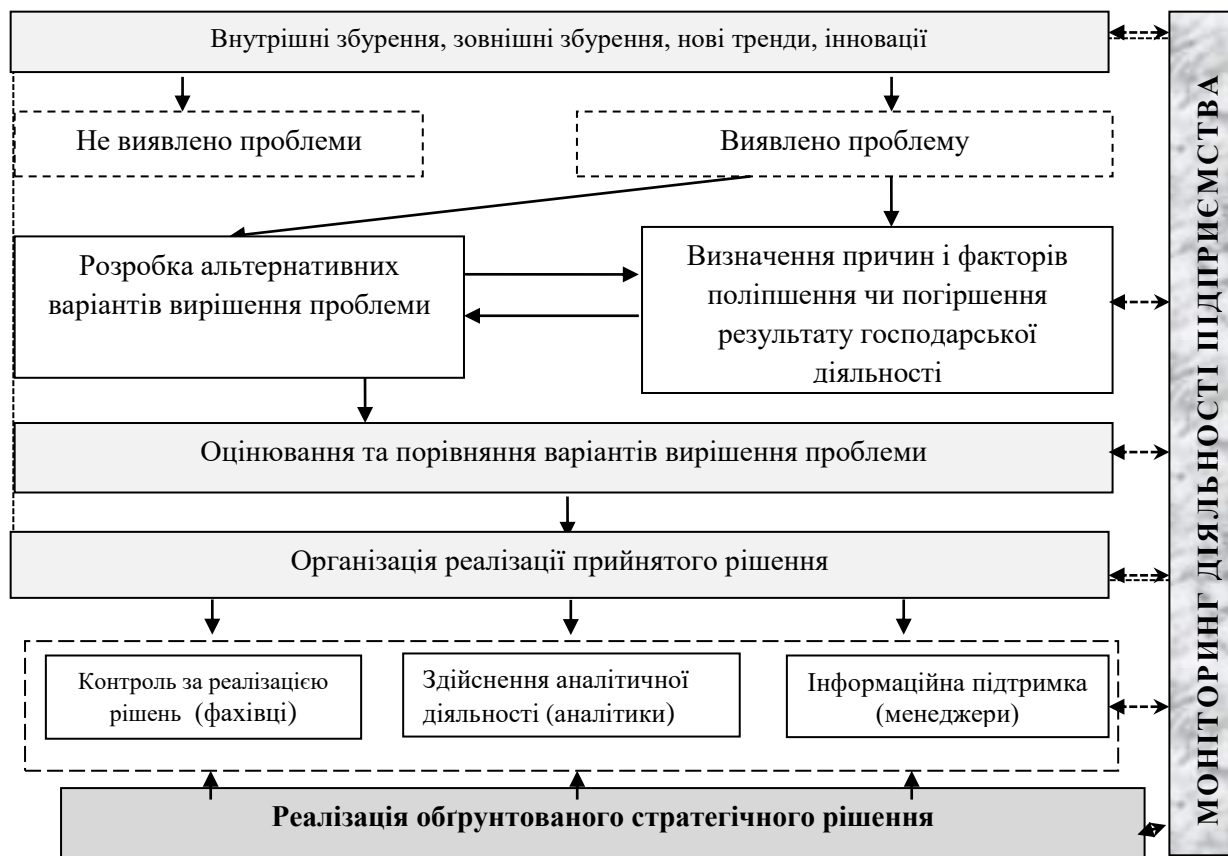 Внутрішні збурення, зовнішні збурення, нові тренди, інновації
Не виявлено проблеми
Виявлено проблему
Розробка альтернативних
варіантів вирішення проблеми
Визначення причин і факторів
поліпшення чи погіршення
результату господарської
діяльності
Оцінювання та порівняння варіантів вирішення проблеми
Організація реалізації прийнятого рішення
Контроль за реалізацією
рішень (фахівці)
Здійснення аналітичної
діяльності (аналітики)
Інформаційна підтримка
(менеджери)
Реалізація обґрунтованого стратегічного рішення
МОНІТОРИНГ ДІЯЛЬНОСТІ ПІДПРИЄМСТВА